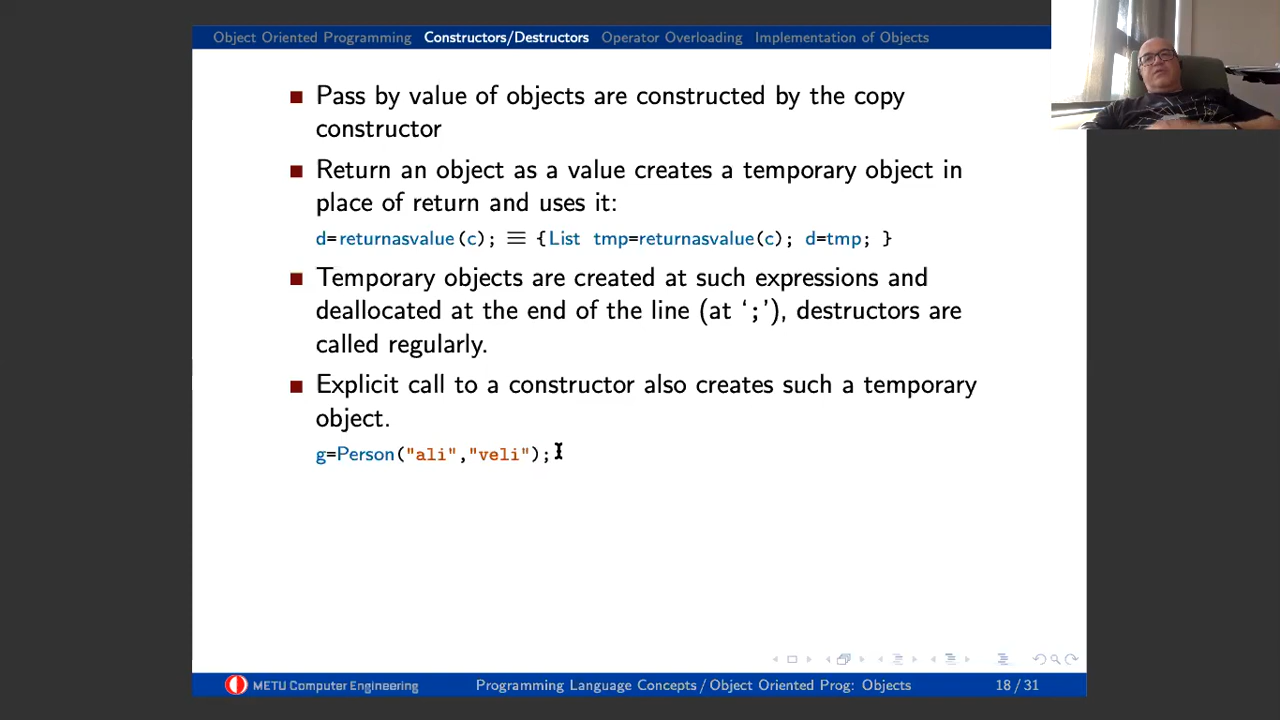 Object Oriented Programming Constructors/Destructors Operator Overloading Implementation of Objects
Pass by value of objects are constructed by the copy
constructor
Return an object as a value creates a temporary object in
place of return and uses it:
d=returnasvalue(c); ≡ {List tmp=returnasvalue(c); d=tmp; }
Temporary objects are created at such expressions and
deallocated at the end of the line (at ‘;’), destructors are
called regularly.
Explicit call to a constructor also creates such a temporary
object.
g=Person("ali","veli");
METU Computer Engineering Programming Language Concepts / Object Oriented Prog: Objects 18 / 31